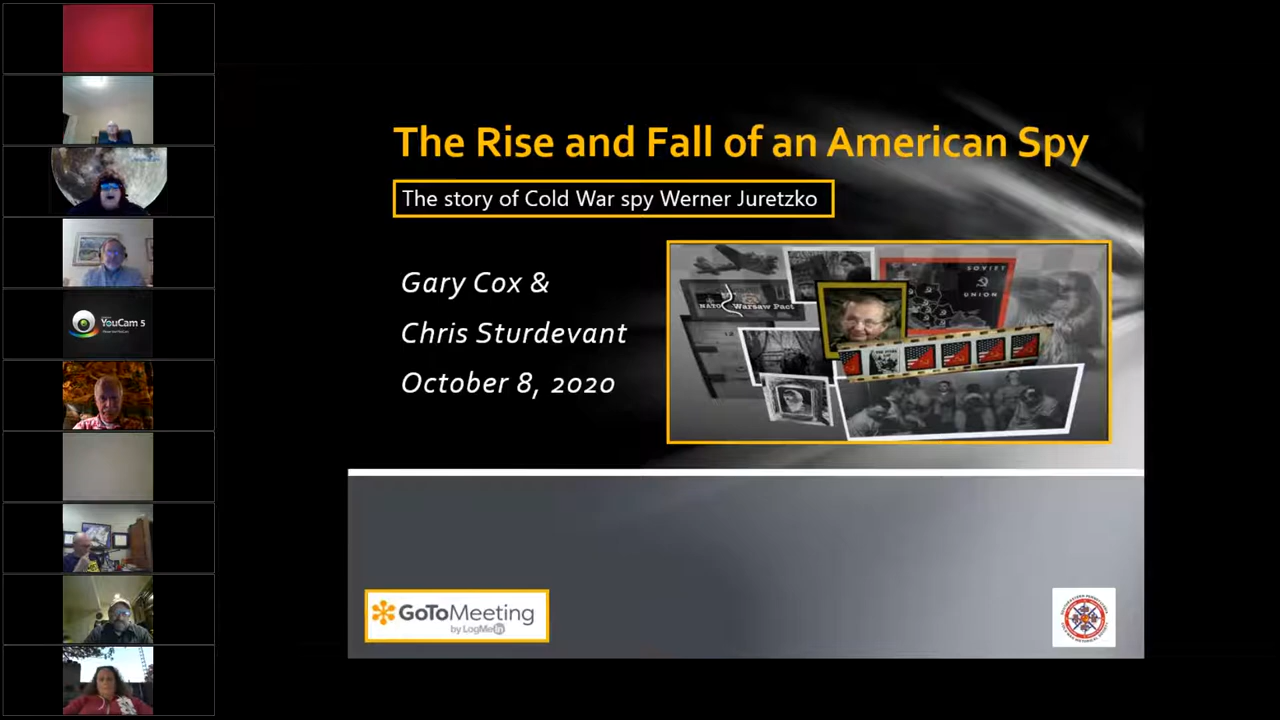 The Rise and Fall of an American Spy
The story of Cold War spy Werner Juretzko
Gary Cox &
Chris Sturdevant
October 8, 2020
SOVIET
UNION
NATO
Warsaw Pact
YouCam 5
GoToMeeting
by LogMeIn